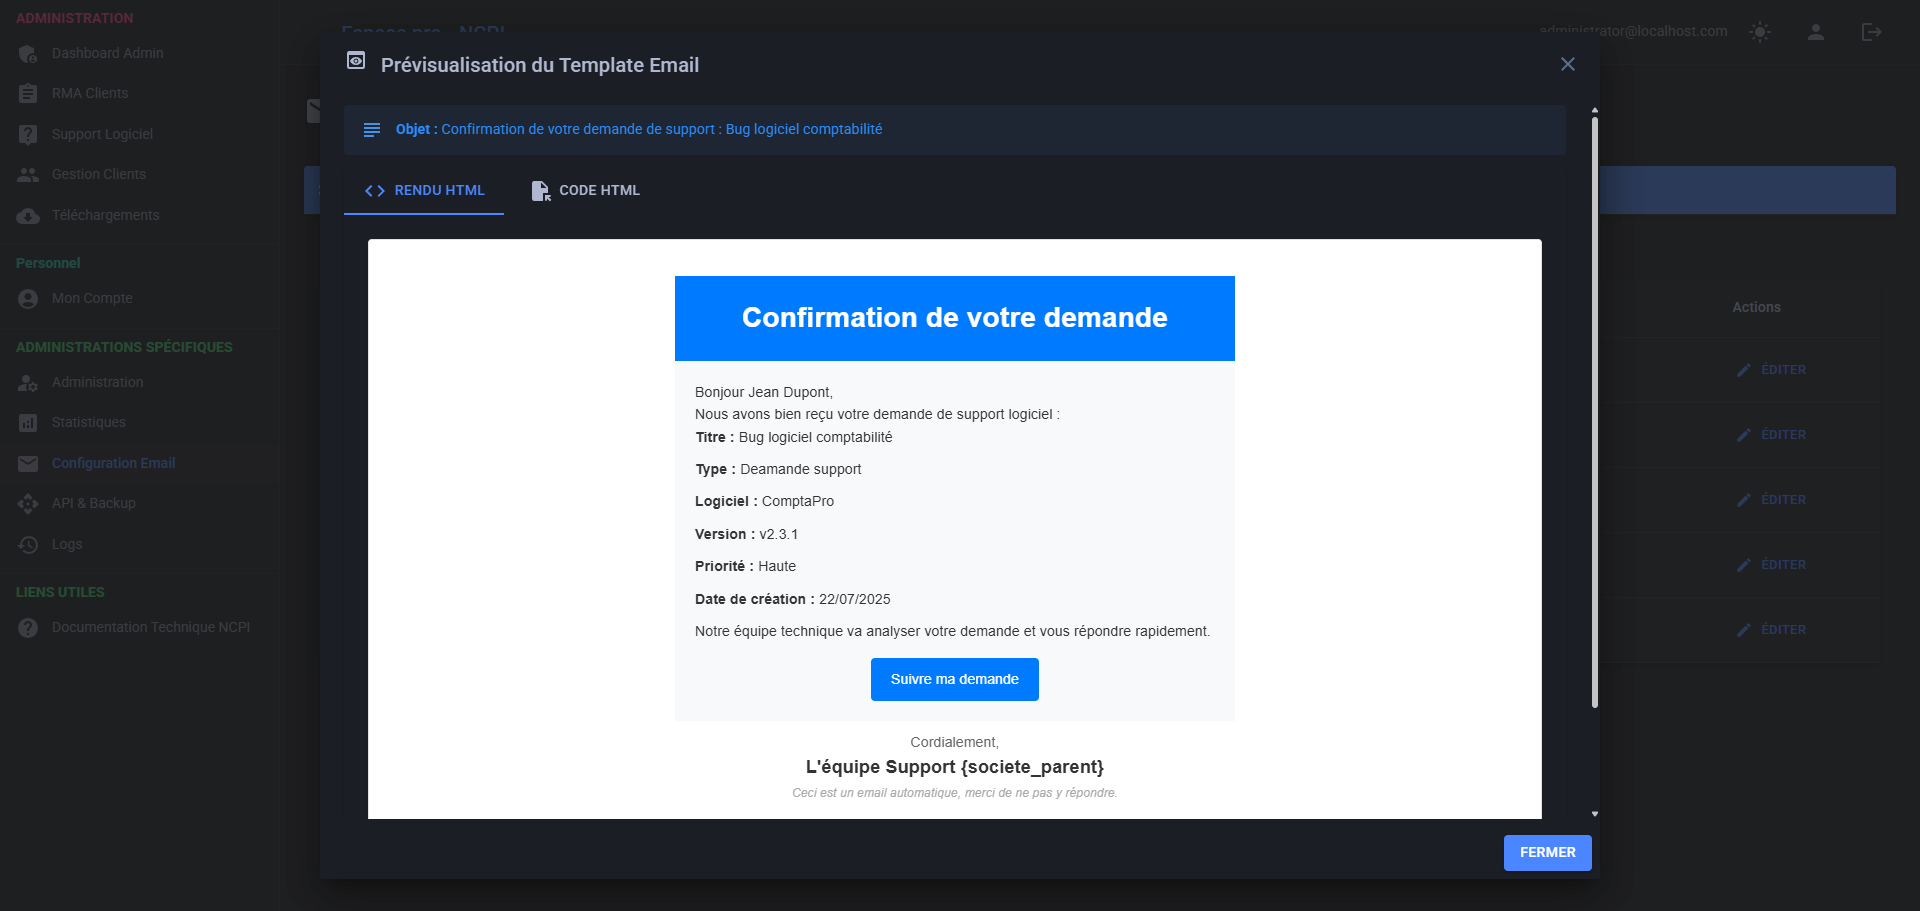 ADMINISTRATION
Dashboard Admin
RMA Clients
Support Logiciel
Gestion Clients
Téléchargements
Personnel
Mon Compte
ADMINISTRATIONS SPÉCIFIQUES
Administration
Statistiques
Configuration Email
API & Backup
Logs
LIENS UTILES
Documentation Technique NCPI
Espace pro - NCPI
administrator@localhost.com
Prévisualisation du Template Email
Objet : Confirmation de votre demande de support : Bug logiciel comptabilité
RENDU HTML
CODE HTML
Confirmation de votre demande
Bonjour Jean Dupont,
Nous avons bien reçu votre demande de support logiciel :
Titre : Bug logiciel comptabilité
Type : Deamande support
Logiciel : ComptaPro
Version : v2.3.1
Priorité : Haute
Date de création : 22/07/2025
Notre équipe technique va analyser votre demande et vous répondre rapidement.
Suivre ma demande
Cordialement,
L'équipe Support {societe_parent}
Ceci est un email automatique, merci de ne pas y répondre.
FERMER
Actions
ÉDITER
ÉDITER
ÉDITER
ÉDITER
ÉDITER